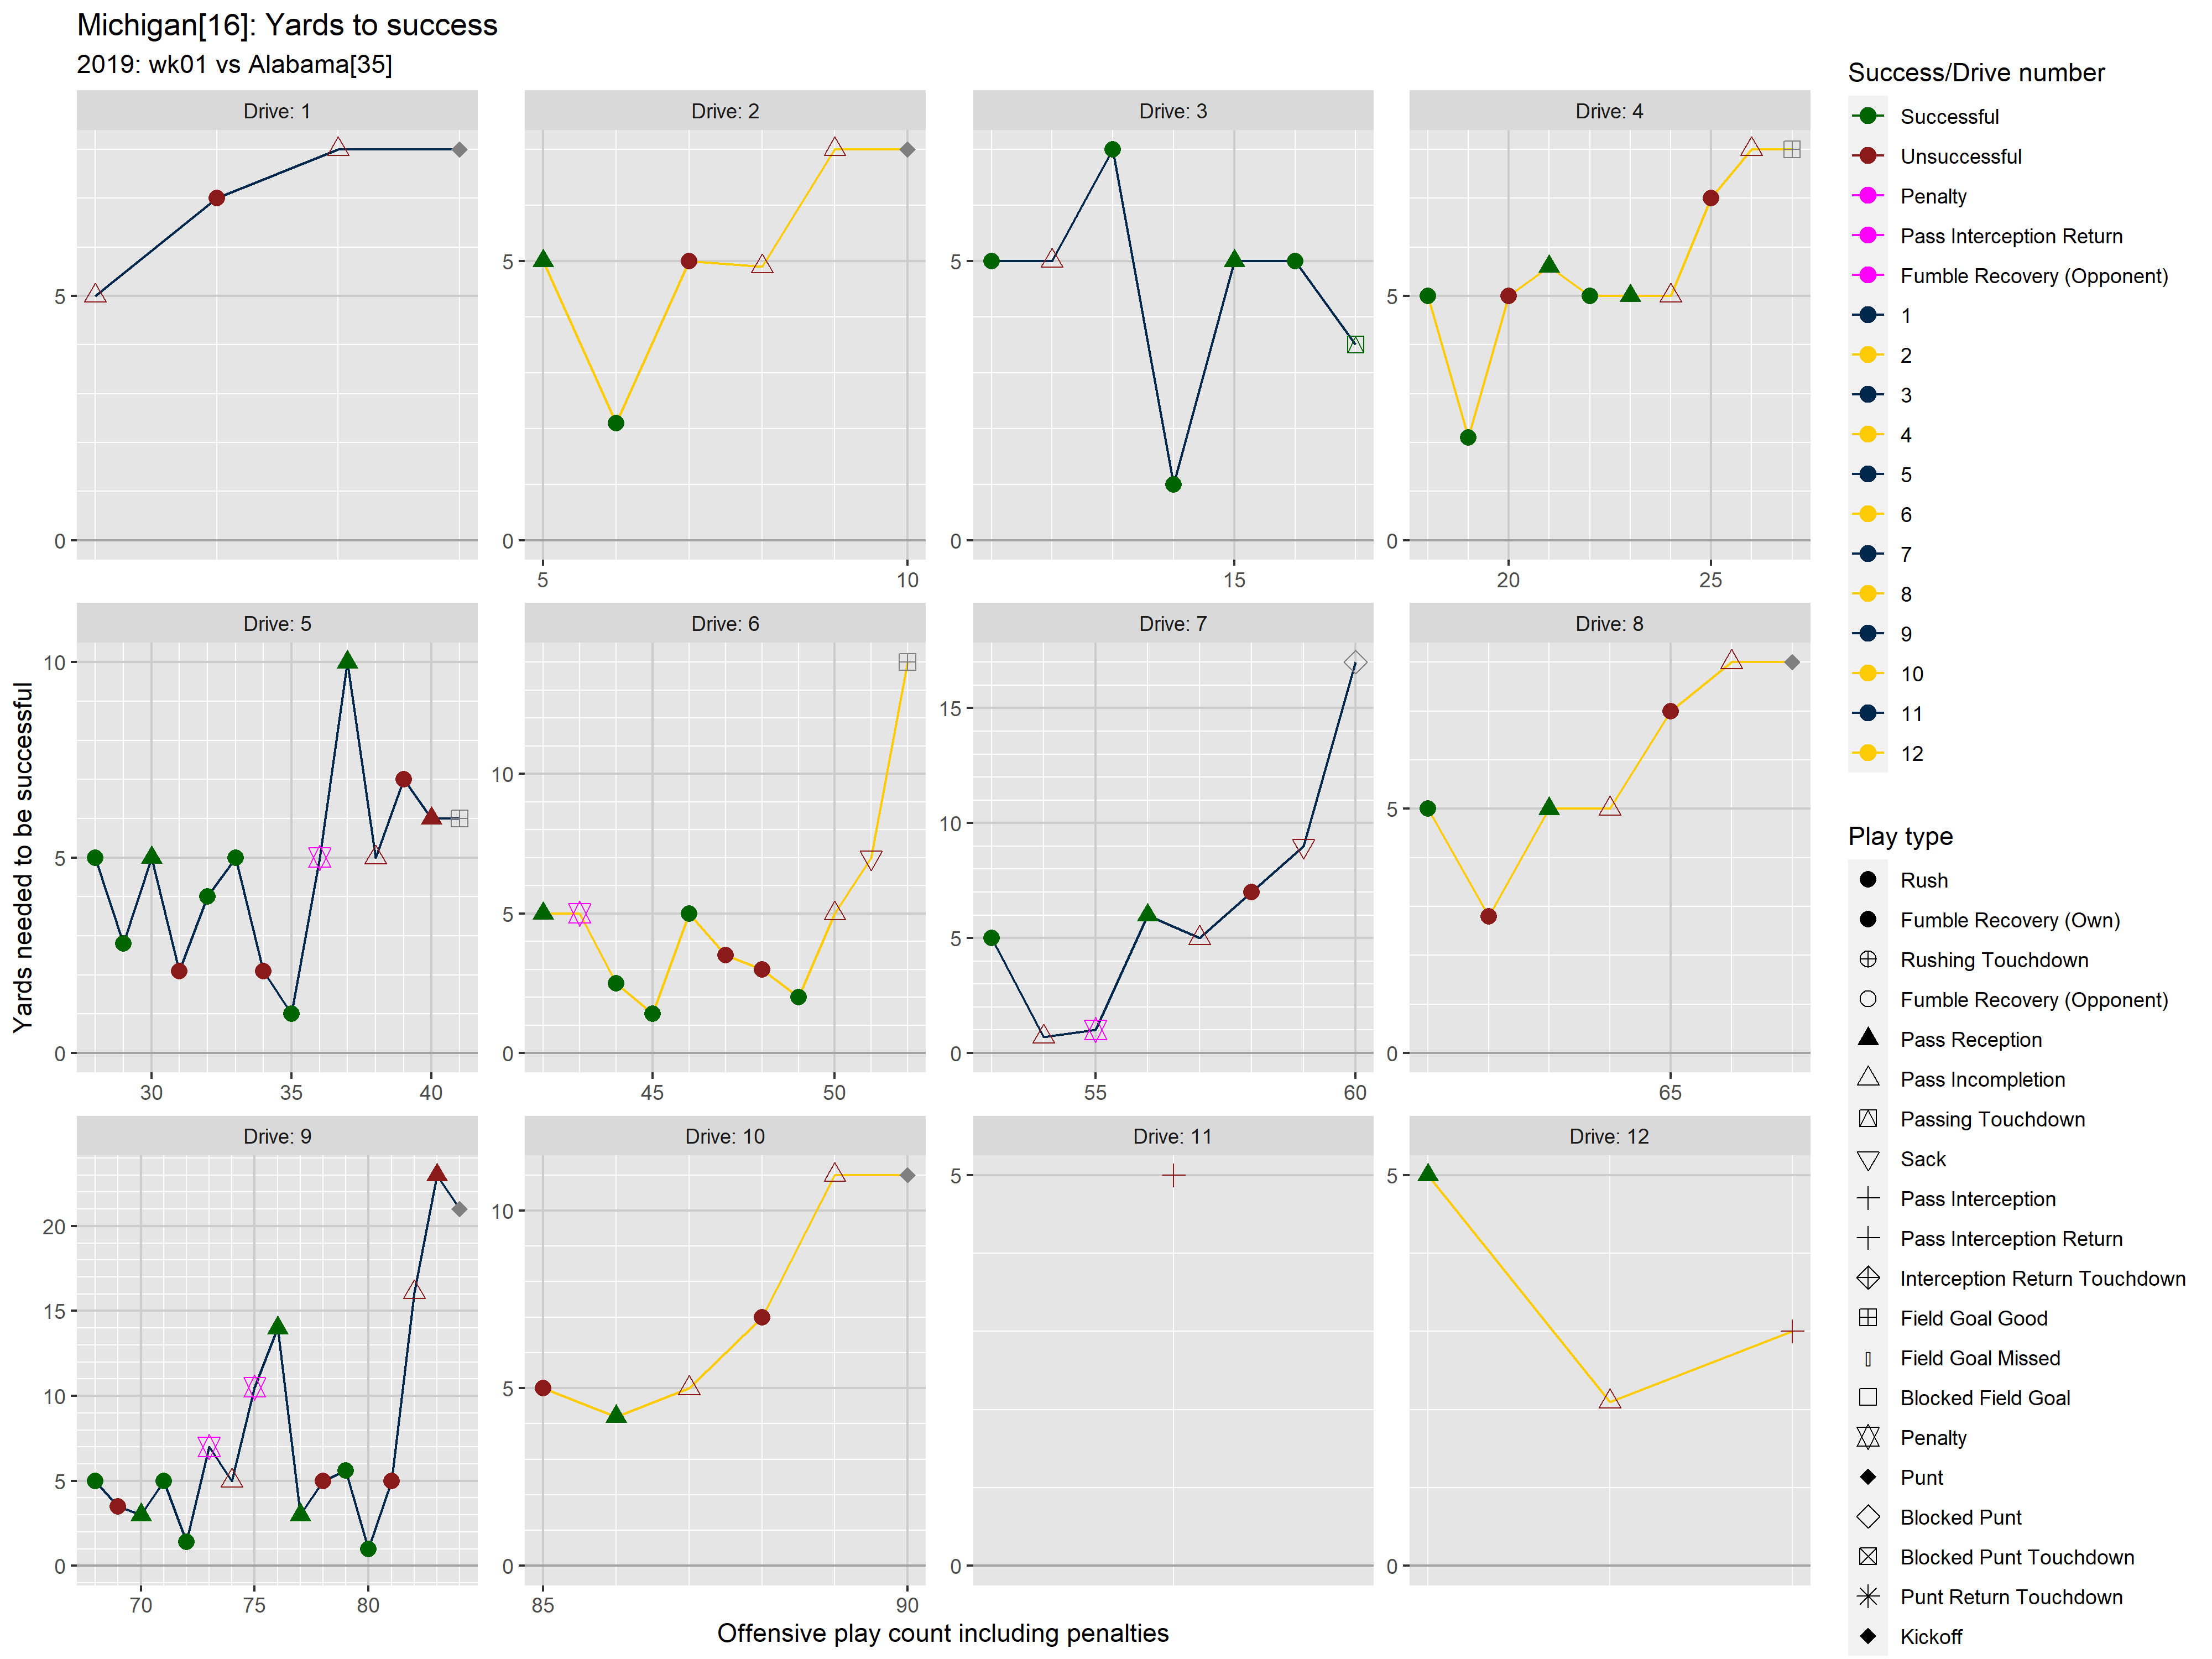 Michigan[16]: Yards to success
2019: wk01 vs Alabama[35]
Drive: 1
Drive: 2
Drive: 3
Drive: 4
5
0
5
0
5
10
5
0
15
5
0
20
25
Drive: 5
Drive: 6
Drive: 7
Drive: 8
10
5
0
30
35
40
10
5
0
45
50
15
10
5
0
55
60
5
0
65
Drive: 9
Drive: 10
Drive: 11
Drive: 12
20
15
10
5
0
70
75
80
10
5
0
85
90
5
0
5
0
Yards needed to be successful
Offensive play count including penalties
Success/Drive number
Successful
Unsuccessful
Penalty
Pass Interception Return
Fumble Recovery (Opponent)
1
2
3
4
5
6
7
8
9
10
11
12
Play type
Rush
Fumble Recovery (Own)
Rushing Touchdown
Fumble Recovery (Opponent)
Pass Reception
Pass Incompletion
Passing Touchdown
Sack
Pass Interception
Pass Interception Return
Interception Return Touchdown
Field Goal Good
Field Goal Missed
Blocked Field Goal
Penalty
Punt
Blocked Punt
Blocked Punt Touchdown
Punt Return Touchdown
Kickoff